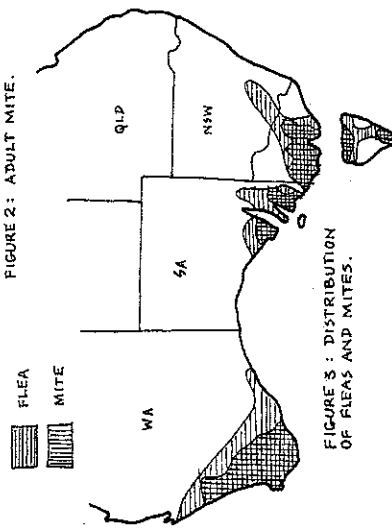 FIGURE 2: ADULT MITE.
FLEA
MITE
WA
SA
QLD
NSW
FIGURE 3: DISTRIBUTION
OF FLEAS AND MITES.